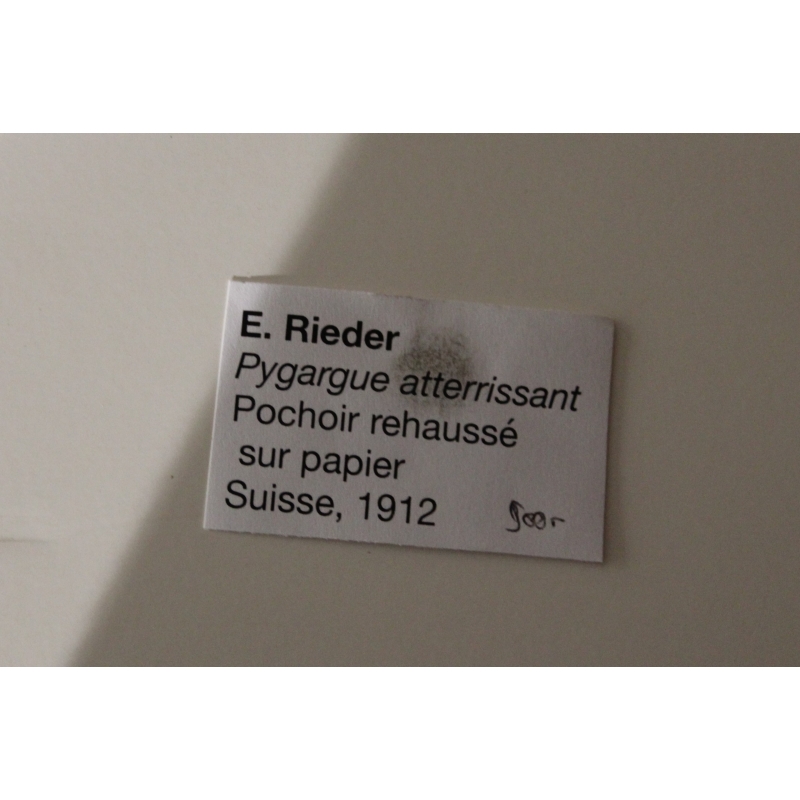 E. Rieder
Pygargue atterrissant
Pochoir rehaussé
sur papier
Suisse, 1912